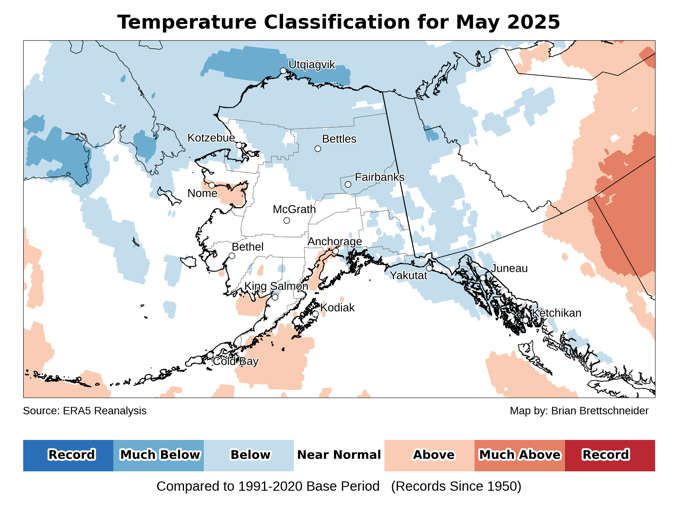 Temperature Classification for May 2025
Utqiagvik
Kotzebue
Bettles
Fairbanks
Nome
McGrath
Anchorage
Bethel
Yakutat
Juneau
King Salmon
Kodiak
Ketchikan
Cold Bay
Source: ERA5 Reanalysis Map by: Brian Brettschneider
Record Much Below Below Near Normal Above Much Above Record
Compared to 1991-2020 Base Period (Records Since 1950)